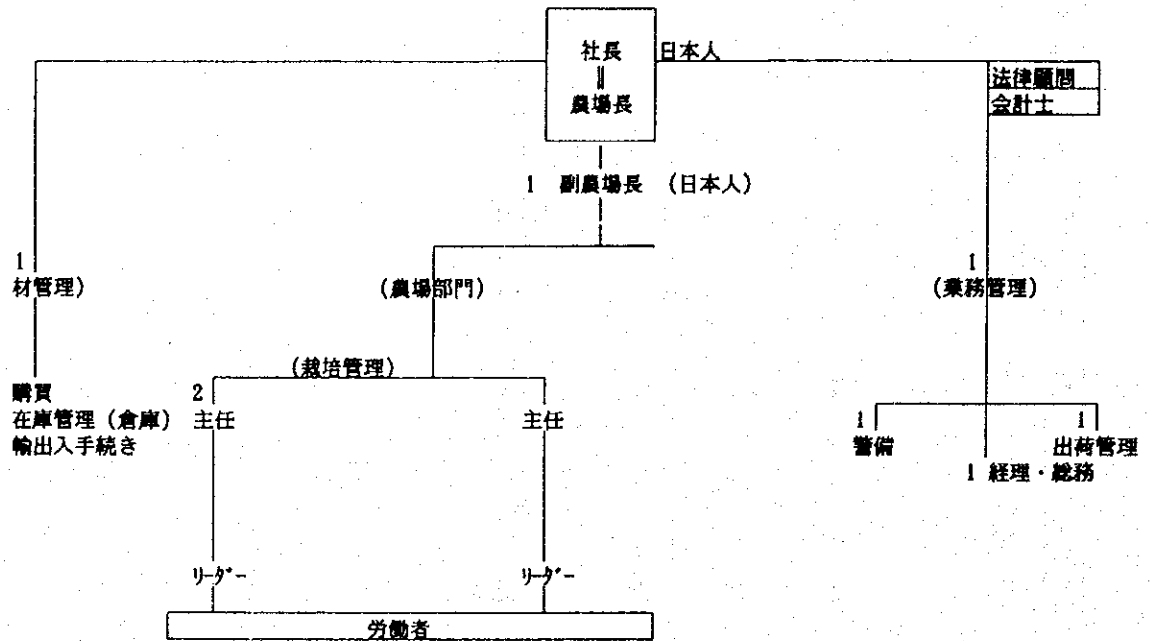 社長
∥
農場長
日本人
法律顧問
会計士
1 副農場長 （日本人）
1
材管理）
（農場部門）
1
（業務管理）
（栽培管理）
購買
在庫管理（倉庫）
輸出入手続き
2
主任
主任
1
警備
1
出荷管理
1 経理・総務
ﾘｰﾀﾞｰ
ﾘｰﾀﾞｰ
労働者